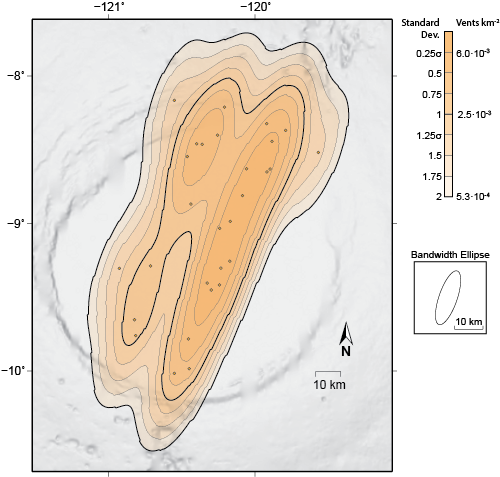 −121°
−120°
−8°
−9°
−10°
N
10 km
Standard Dev.
Vents km⁻²
0.25σ
6.0·10⁻³
0.5
0.75
1
2.5·10⁻³
1.25σ
1.5
1.75
2
5.3·10⁻⁴
Bandwidth Ellipse
10 km